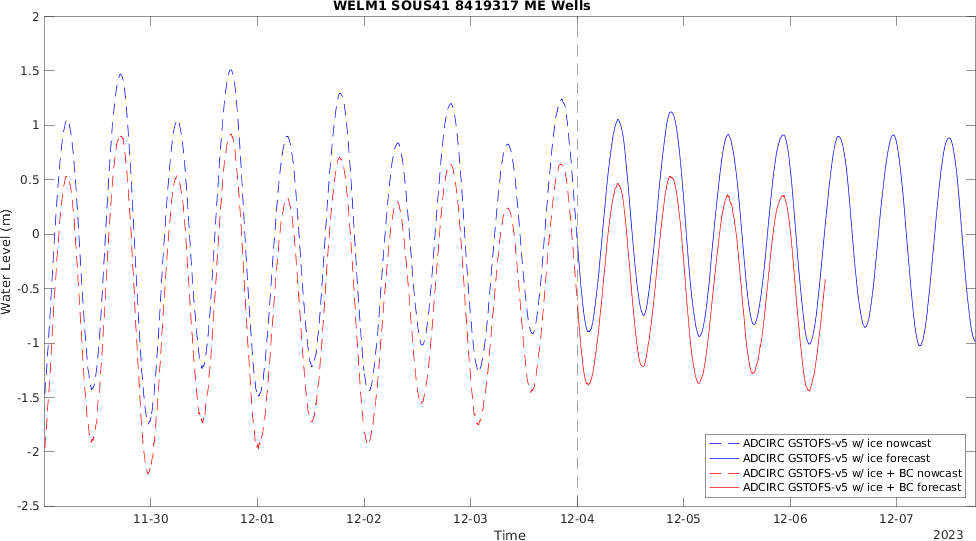 WELM1 SOUS41 8419317 ME Wells
2
1.5
1
0.5
0
-0.5
-1
-1.5
-2
-2.5
Water Level (m)
11-30 12-01 12-02 12-03 12-04 12-05 12-06 12-07
Time
2023
ADCIRC GSTOFS-v5 w/ ice nowcast
ADCIRC GSTOFS-v5 w/ ice forecast
ADCIRC GSTOFS-v5 w/ ice + BC nowcast
ADCIRC GSTOFS-v5 w/ ice + BC forecast